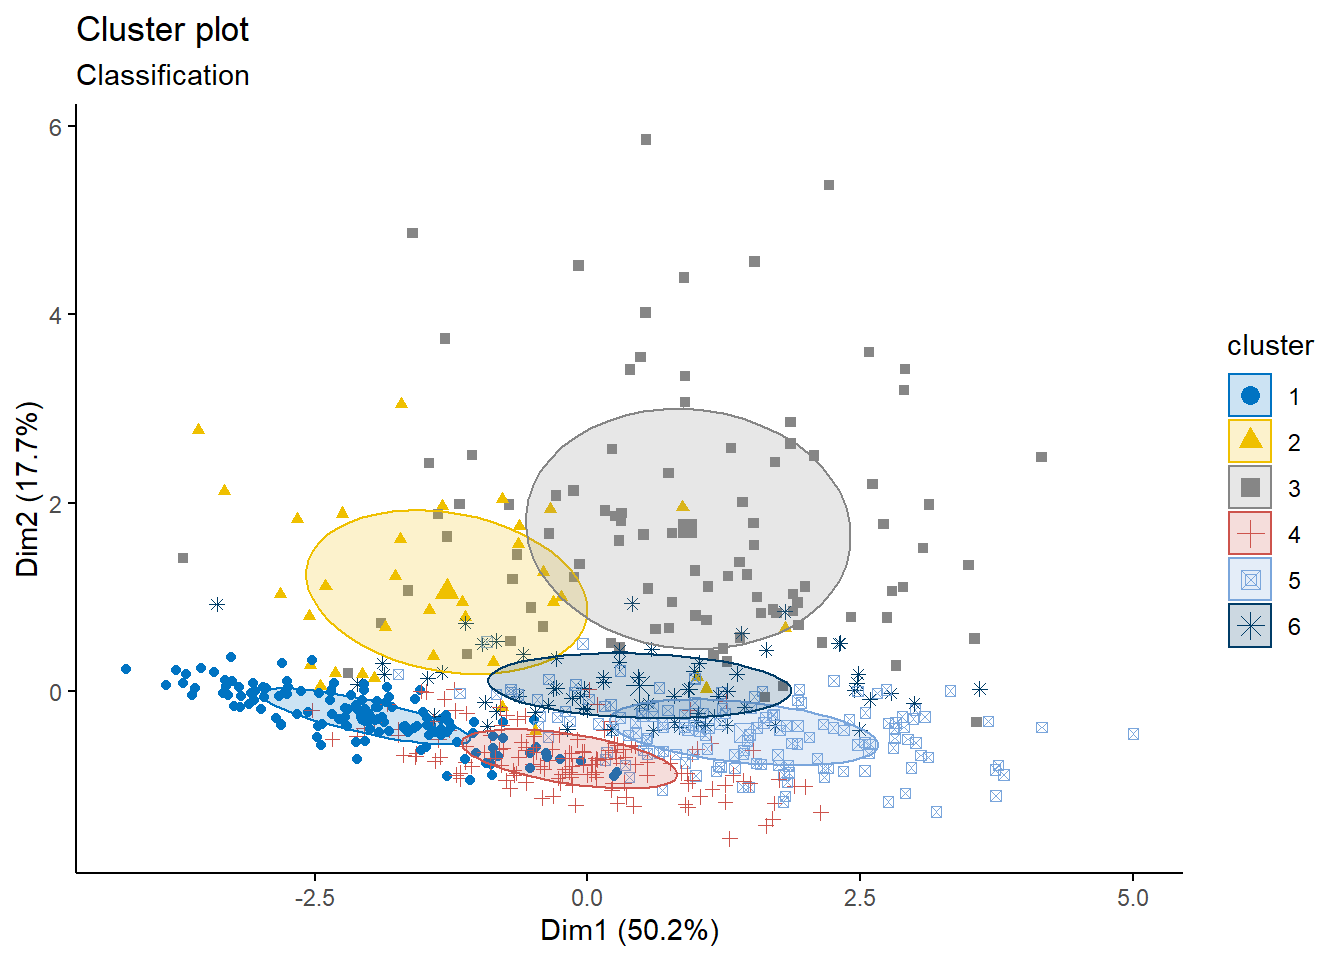 Cluster plot
Classification
Dim2 (17.7%)
6
4
2
0
-2.5
0.0
2.5
5.0
Dim1 (50.2%)
cluster
1
2
3
4
5
6